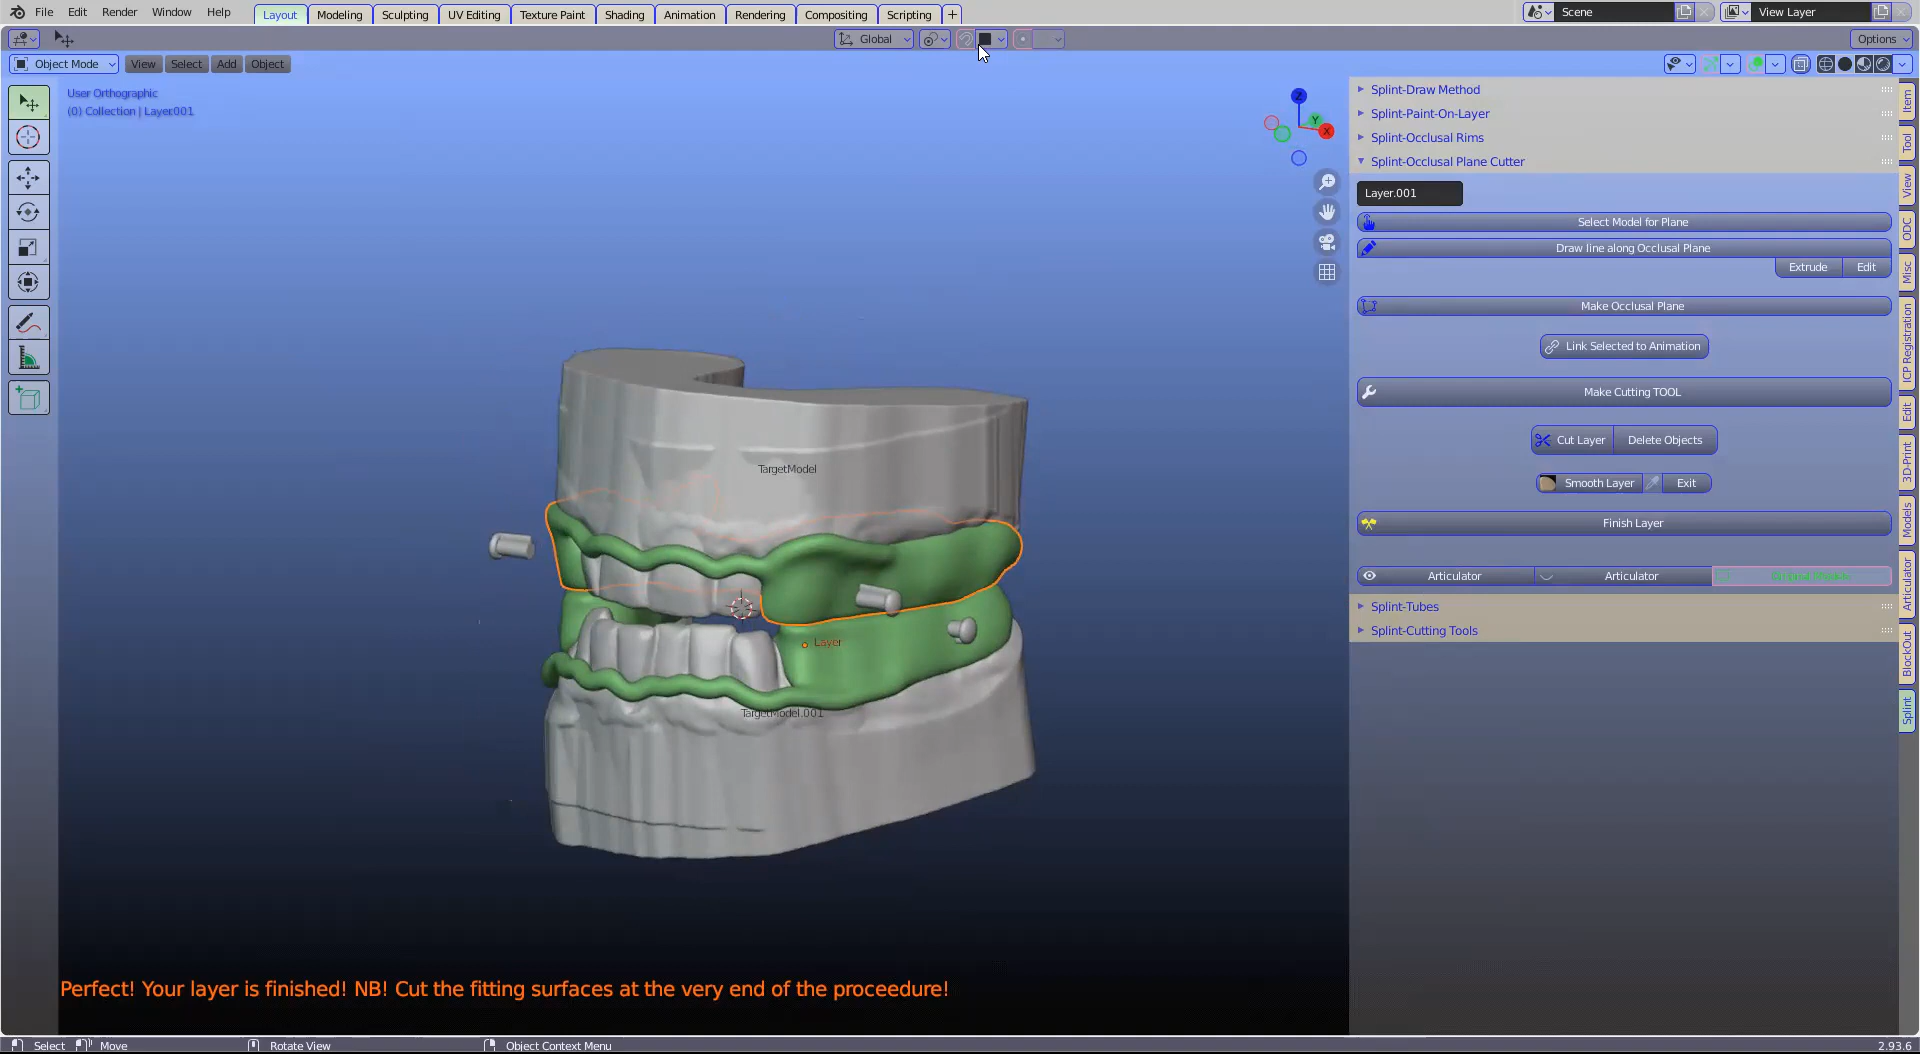 File Edit Render Window Help Layout Modeling Sculpting UV Editing Texture Paint Shading Animation Rendering Compositing Scripting + Scene View Layer
Global Options
Object Mode View Select Add Object
User Orthographic
(0) Collection | Layer.001
Z
Y
X
Splint-Draw Method
Splint-Paint-On-Layer
Splint-Occlusal Rims
Splint-Occlusal Plane Cutter
Layer.001
Select Model for Plane
Draw line along Occlusal Plane
Extrude Edit
Make Occlusal Plane
Link Selected to Animation
Make Cutting TOOL
Cut Layer Delete Objects
Smooth Layer Exit
Finish Layer
Articulator Articulator
Splint-Tubes
Splint-Cutting Tools
Item
Tool
View
ODC
Misc
ICP Registration
Edit
3D-Print
Models
Articulator
BlockOut
Splint
TargetModel
Layer
TargetModel.001
Perfect! Your layer is finished! NB! Cut the fitting surfaces at the very end of the proceedure!
Select Move Rotate View Object Context Menu 2.93.6